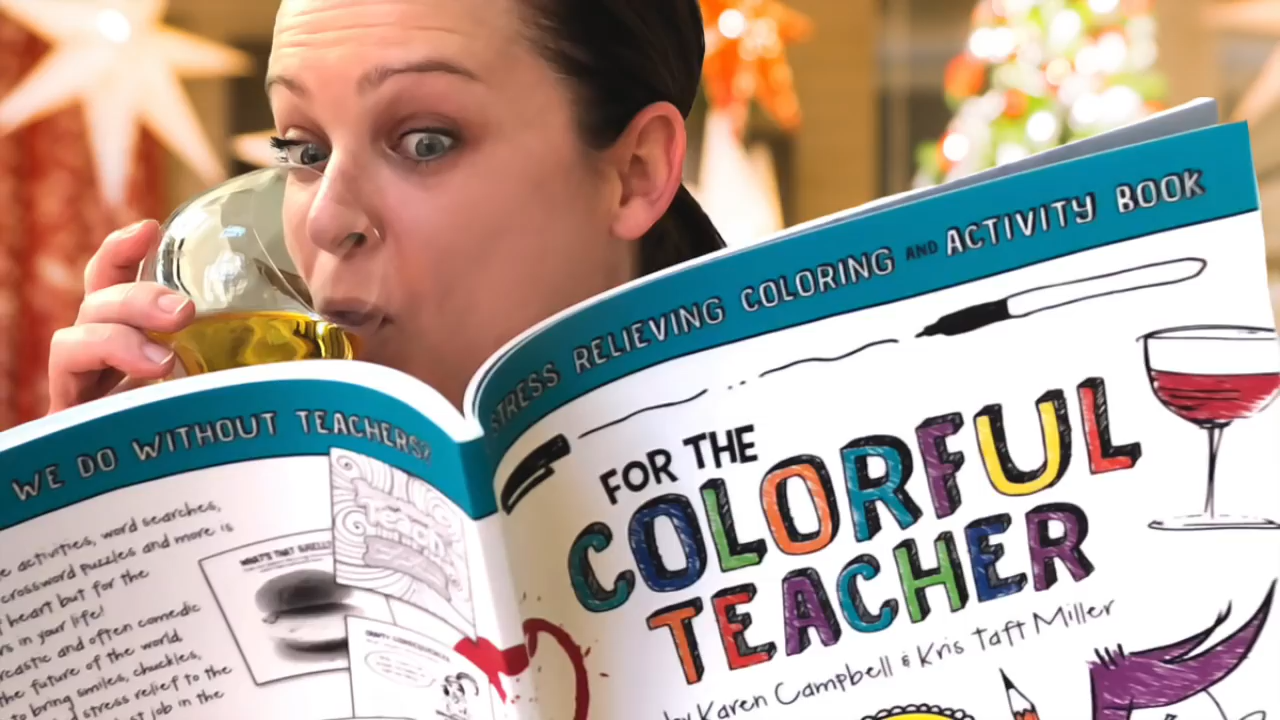 WE DO WITHOUT TEACHERS?
activities, word searches,
crossword puzzles and more is
heart but for the
in your life!
and often comedic
the future of the world.
to bring smiles, chuckles,
stress relief to the
job in the
WHAT'S THAT SMELL?
STRESS RELIEVING COLORING AND ACTIVITY BOOK
FOR THE
COLORFUL
TEACHER
by Karen Campbell & Kris Taft Miller